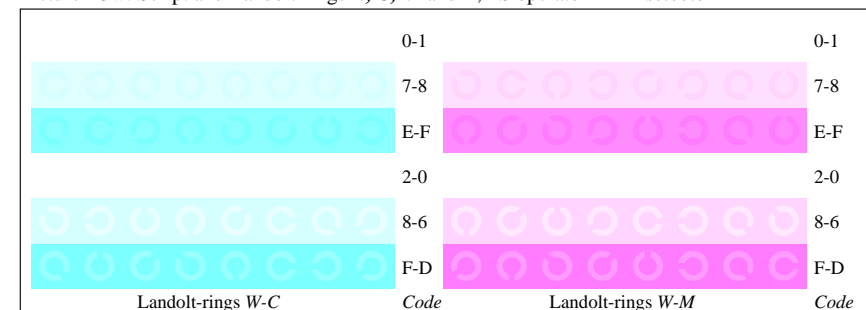 0-1 0-1
7-8 7-8
E-F E-F
2-0 2-0
8-6 8-6
F-D F-D
Landolt-rings W-C Code Landolt-rings W-M Code